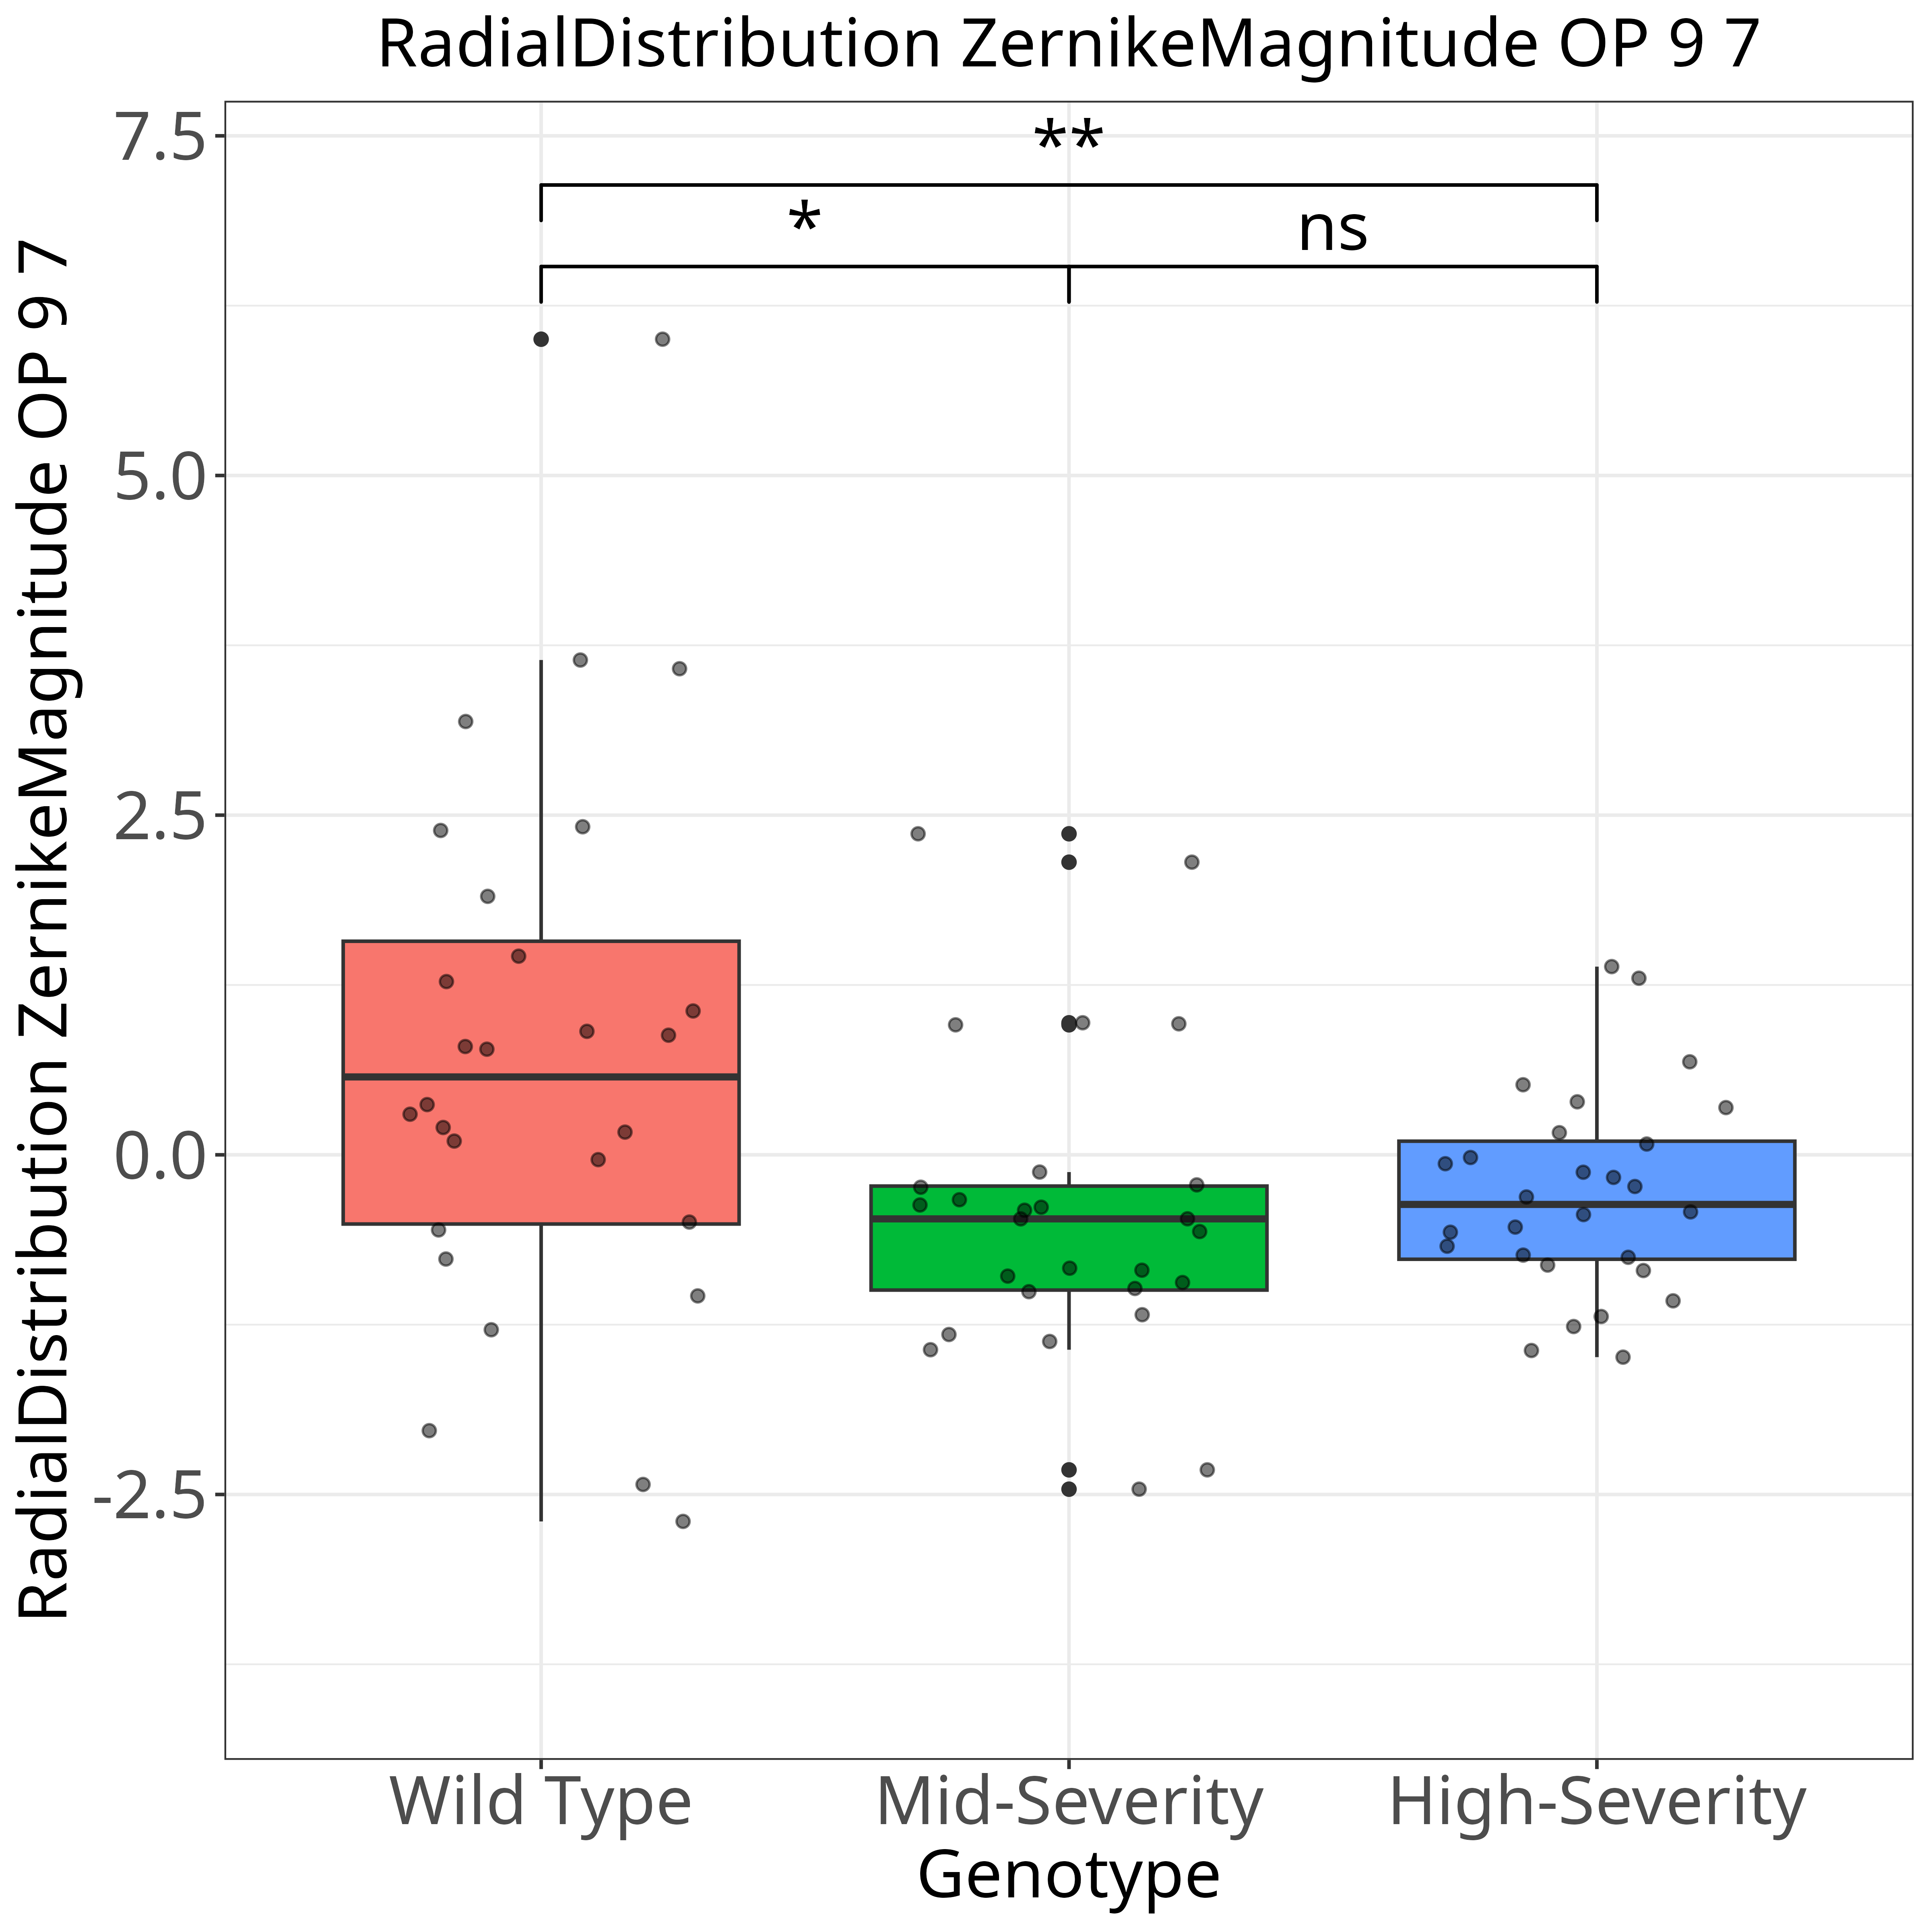 RadialDistribution ZernikeMagnitude OP 9 7
RadialDistribution ZernikeMagnitude OP 9 7
7.5
5.0
2.5
0.0
-2.5
**
*
ns
Wild Type
Mid-Severity
High-Severity
Genotype